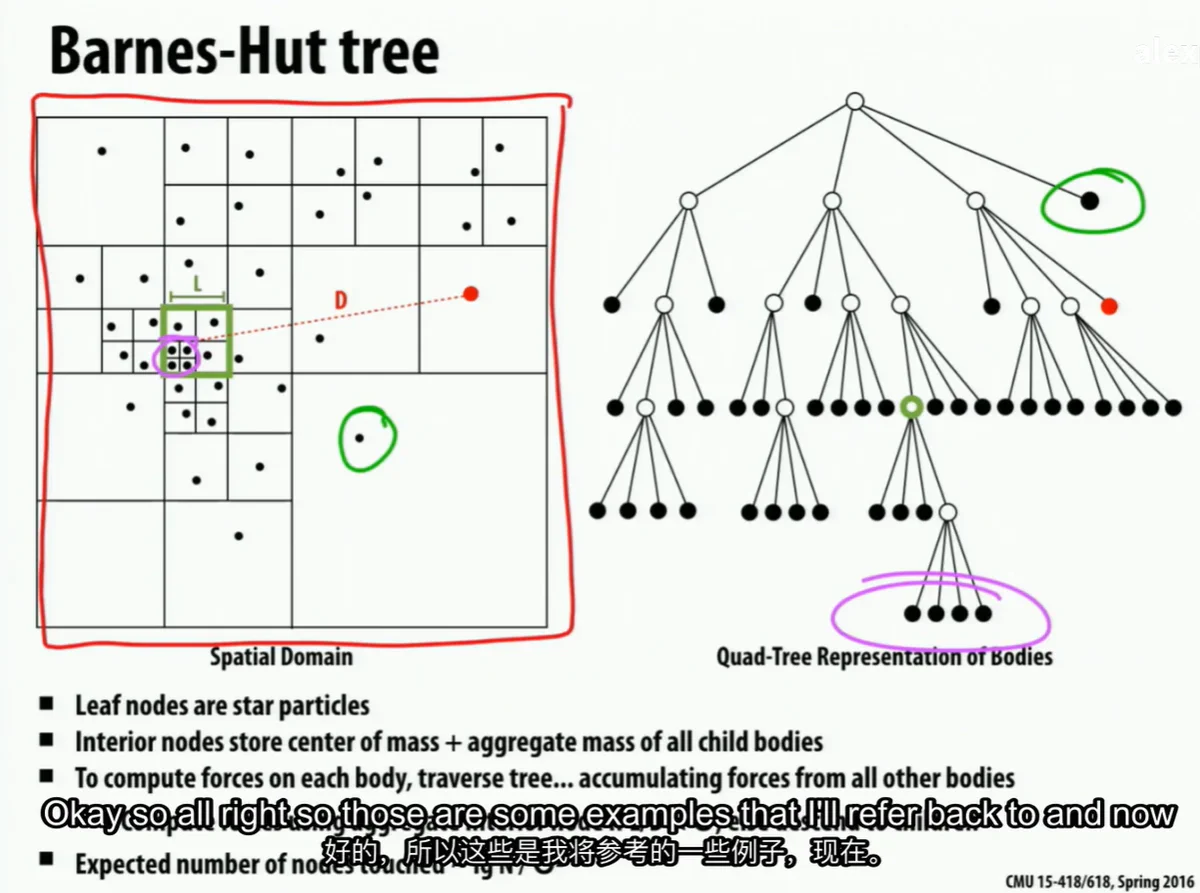 Barnes-Hut tree
L
D
Spatial Domain
Quad-Tree Representation of Bodies
Leaf nodes are star particles
Interior nodes store center of mass + aggregate mass of all child bodies
To compute forces on each body, traverse tree... accumulating forces from all other bodies
Okay so all right so those are some examples that I'll refer back to and now
好的，所以这些是我将参考的一些例子，现在。
Expected number of nodes touched
CMU 15-418/618, Spring 2016